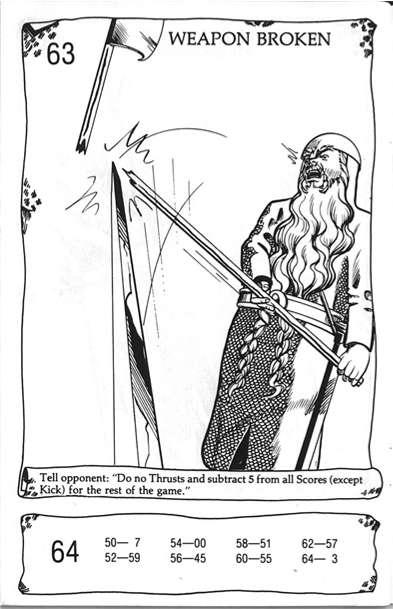 63
WEAPON BROKEN
Tell opponent: "Do no Thrusts and subtract 5 from all Scores (except
Kick) for the rest of the game."
64
50— 7 54—00 58—51 62—57
52—59 56—45 60—55 64— 3